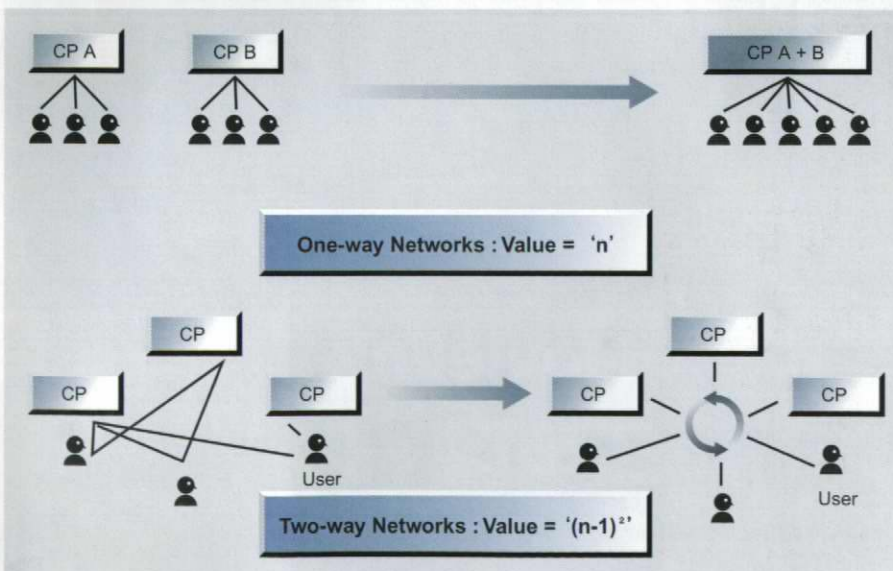 CP A
CP B
CP A + B
One-way Networks : Value = ‘n’
CP
CP
CP
User
CP
CP
CP
User
Two-way Networks : Value = ‘(n-1)²’